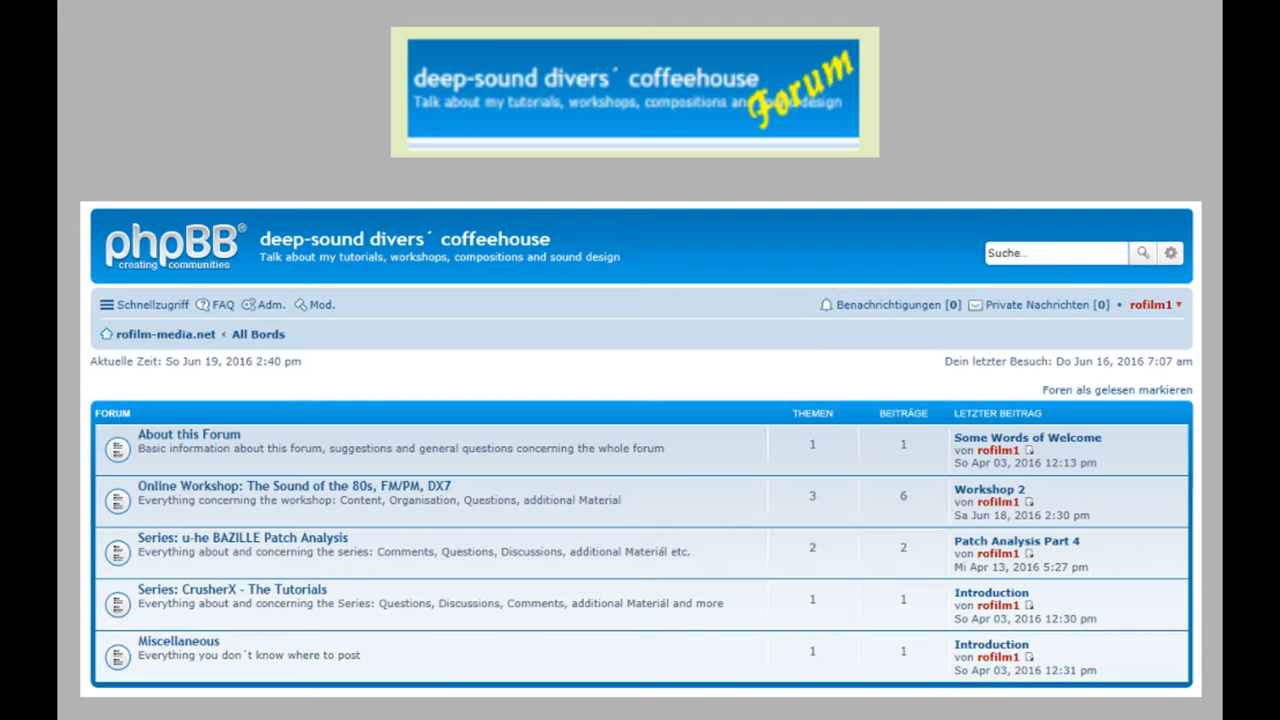 deep-sound divers´ coffeehouse
Forum
Talk about my tutorials, workshops, compositions and sound design
phpBB®
creating communities
deep-sound divers´ coffeehouse
Talk about my tutorials, workshops, compositions and sound design
Suche...
Schnellzugriff FAQ Adm. Mod. Benachrichtigungen [0] Private Nachrichten [0] • rofilm1
rofilm-media.net ‹ All Bords
Aktuelle Zeit: So Jun 19, 2016 2:40 pm Dein letzter Besuch: Do Jun 16, 2016 7:07 am
Foren als gelesen markieren
FORUM THEMEN BEITRÄGE LETZTER BEITRAG
About this Forum
Basic information about this forum, suggestions and general questions concerning the whole forum
1 1
Some Words of Welcome
von rofilm1
So Apr 03, 2016 12:13 pm
Online Workshop: The Sound of the 80s, FM/PM, DX7
Everything concerning the workshop: Content, Organisation, Questions, additional Material
3 6
Workshop 2
von rofilm1
Sa Jun 18, 2016 2:30 pm
Series: u-he BAZILLE Patch Analysis
Everything about and concerning the series: Comments, Questions, Discussions, additional Materiál etc.
2 2
Patch Analysis Part 4
von rofilm1
Mi Apr 13, 2016 5:27 pm
Series: CrusherX - The Tutorials
Everything about and concerning the Series: Questions, Discussions, Comments, additional Materiál and more
1 1
Introduction
von rofilm1
So Apr 03, 2016 12:30 pm
Miscellaneous
Everything you don´t know where to post
1 1
Introduction
von rofilm1
So Apr 03, 2016 12:31 pm